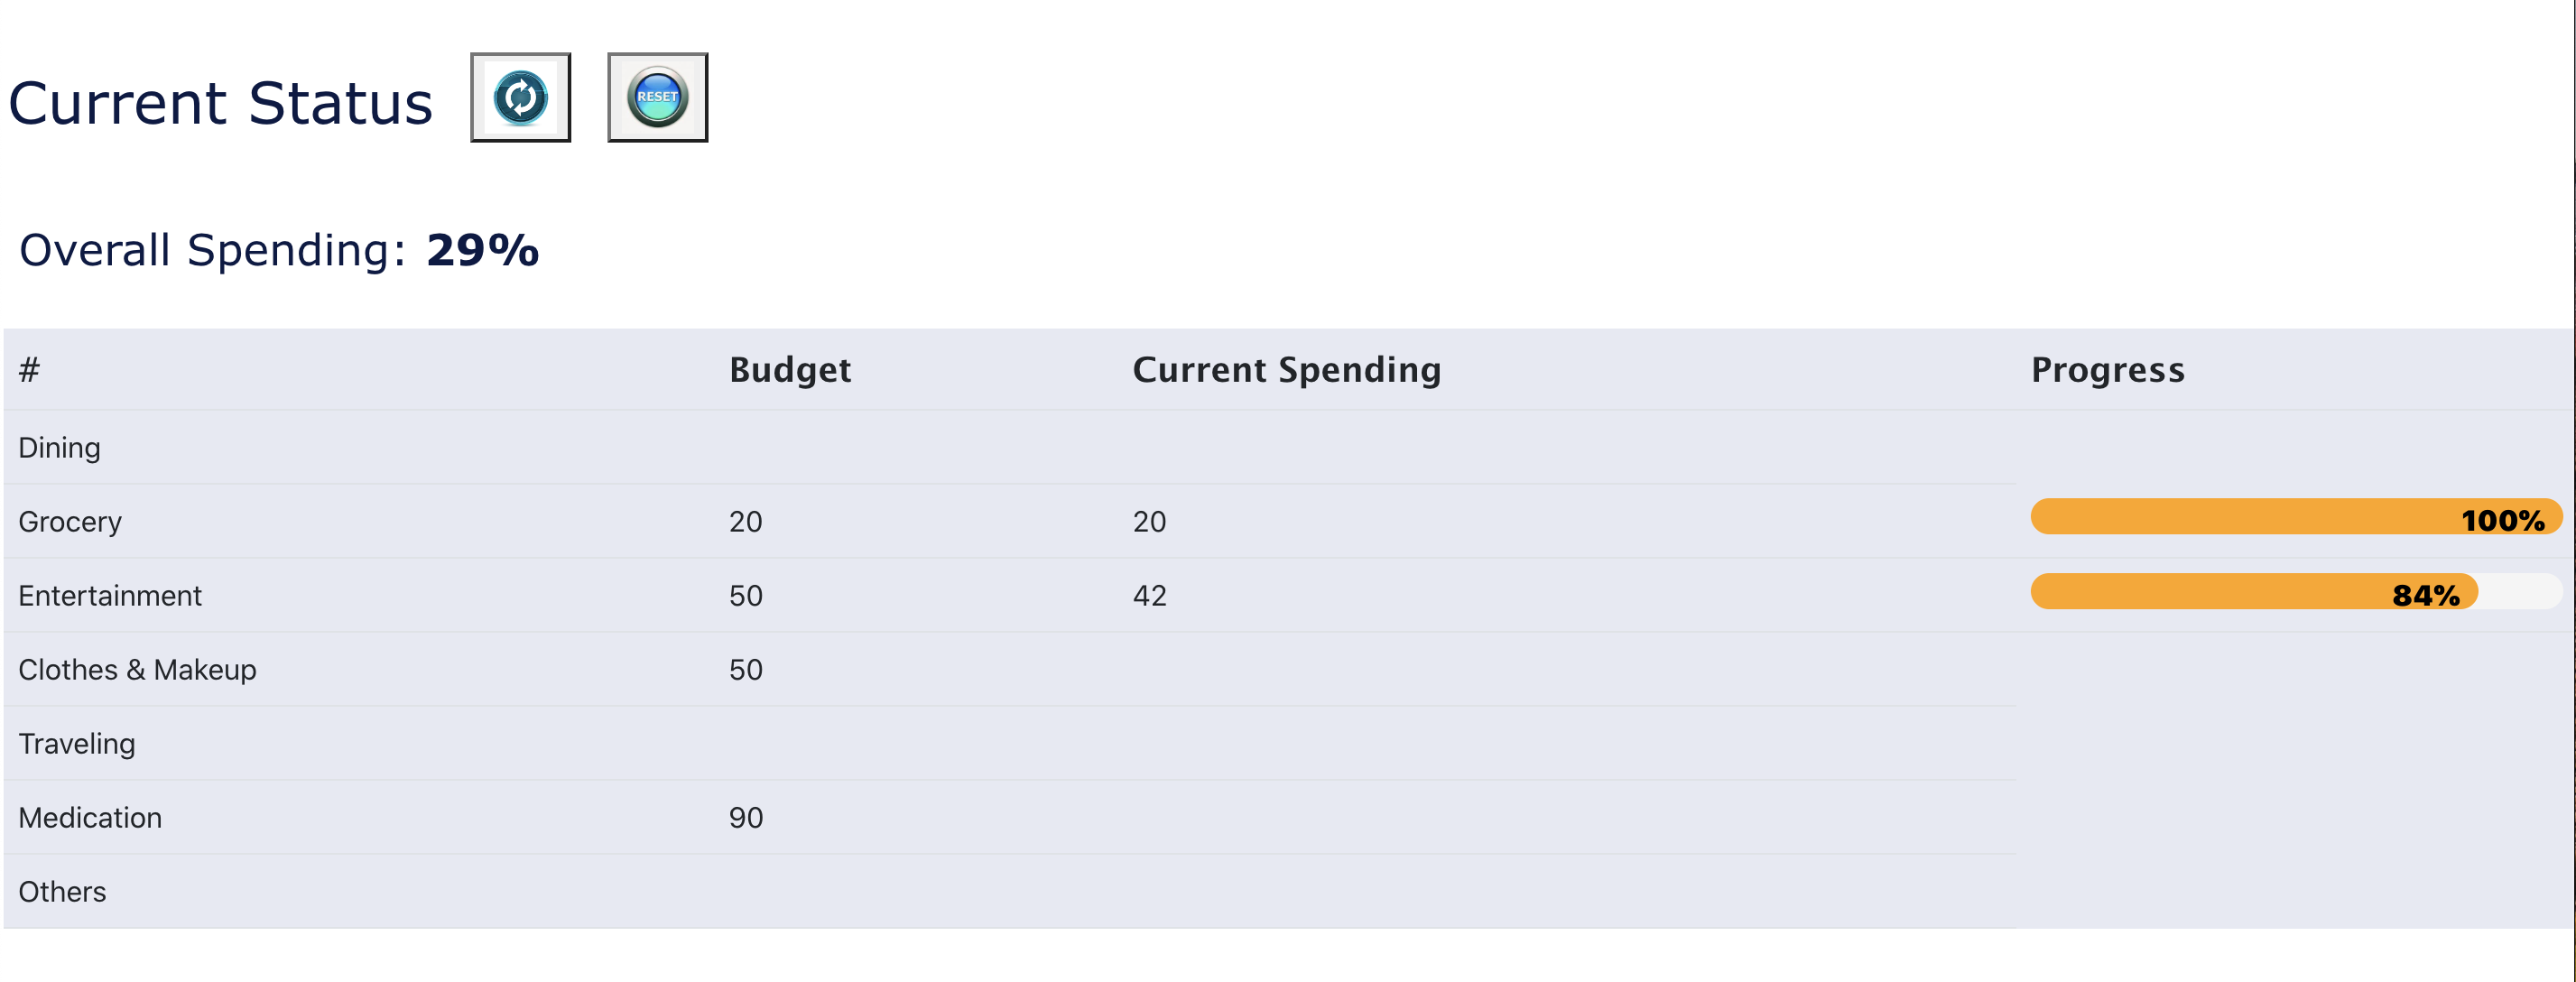 Current Status RESET
Overall Spending: 29%
# Budget Current Spending Progress
Dining
Grocery 20 20 100%
Entertainment 50 42 84%
Clothes & Makeup 50
Traveling
Medication 90
Others